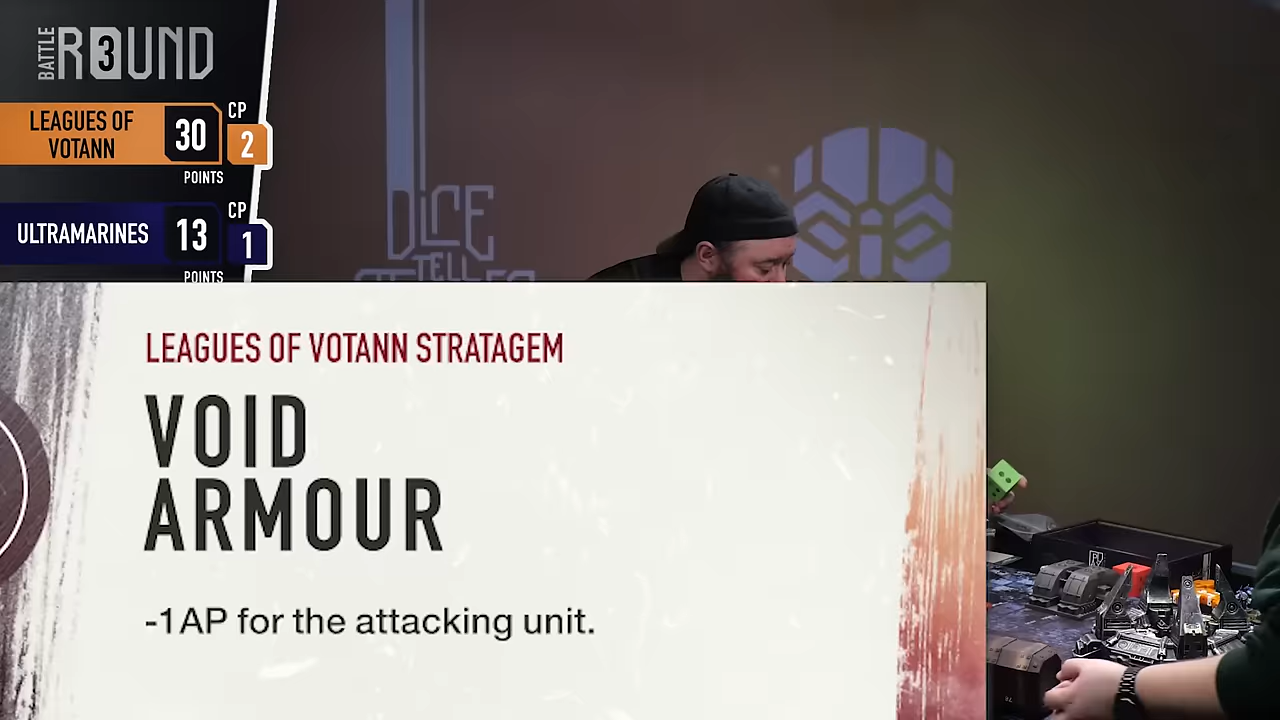 BATTLE
R3UND
LEAGUES OF
VOTANN
30
CP
2
POINTS
ULTRAMARINES
13
CP
1
POINTS
DICE
TELL
LEAGUES OF VOTANN STRATAGEM
VOID
ARMOUR
-1AP for the attacking unit.